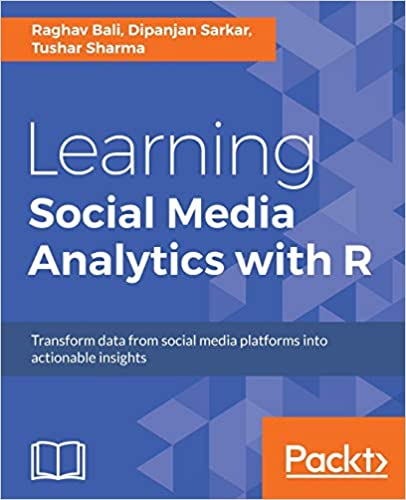 Raghav Bali, Dipanjan Sarkar,
Tushar Sharma
Learning
Social Media
Analytics with R
Transform data from social media platforms into
actionable insights
Packt>